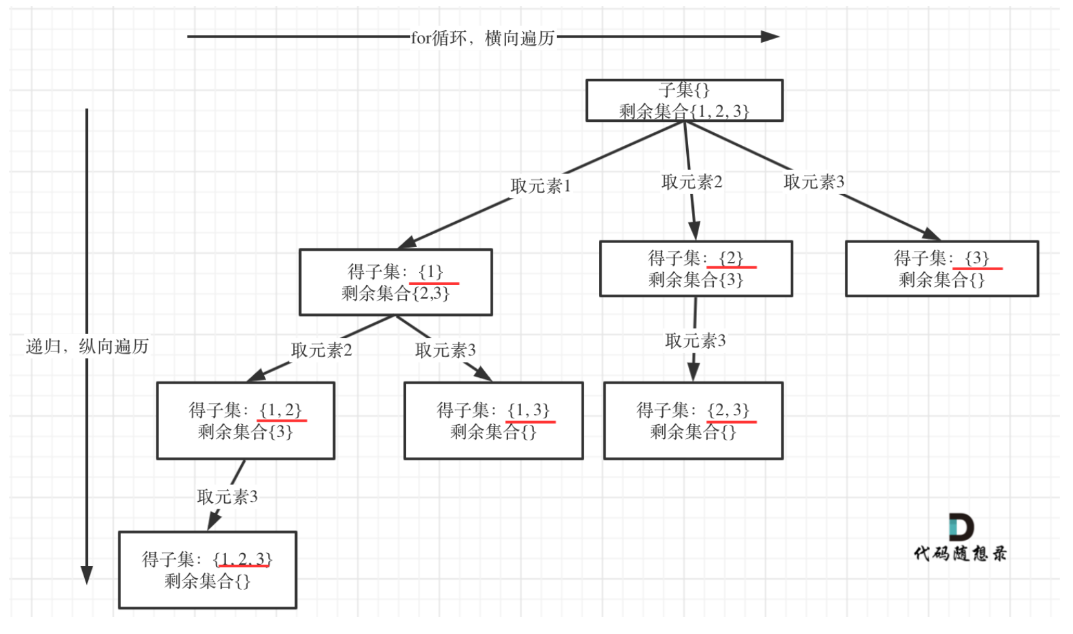 for循环，横向遍历
子集{}
剩余集合{1, 2, 3}
取元素1
取元素2
取元素3
得子集：{1}
剩余集合{2,3}
得子集：{2}
剩余集合{3}
得子集：{3}
剩余集合{}
递归，纵向遍历
取元素2
取元素3
取元素3
得子集：{1, 2}
剩余集合{3}
得子集：{1, 3}
剩余集合{}
得子集：{2, 3}
剩余集合{}
取元素3
得子集：{1, 2, 3}
剩余集合{}
代码随想录